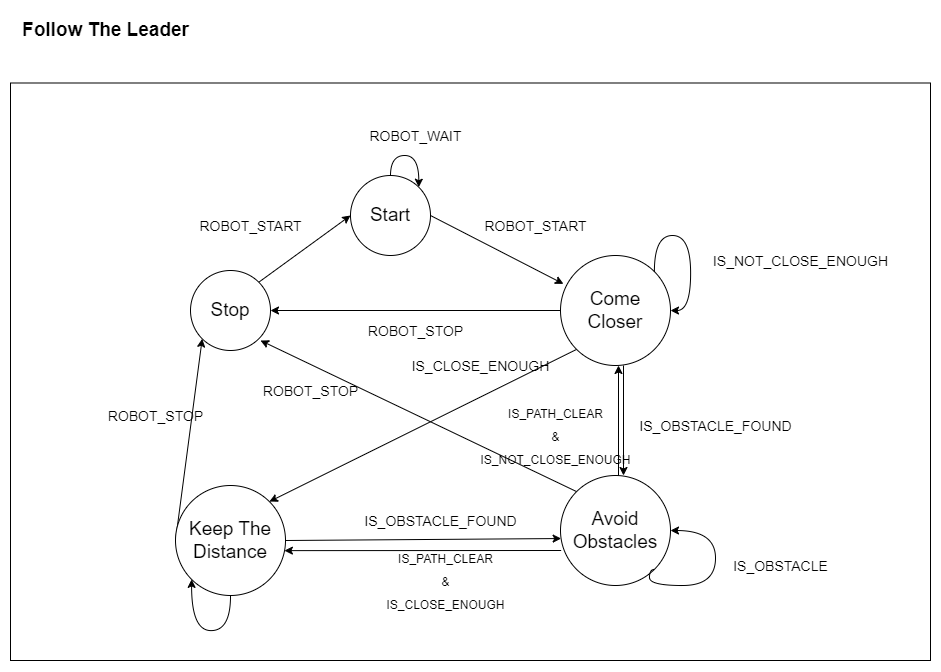 Follow The Leader
ROBOT_WAIT
Start
ROBOT_START
ROBOT_START
IS_NOT_CLOSE_ENOUGH
Come
Closer
Stop
ROBOT_STOP
IS_CLOSE_ENOUGH
ROBOT_STOP
ROBOT_STOP
IS_PATH_CLEAR
&
IS_NOT_CLOSE_ENOUGH
IS_OBSTACLE_FOUND
Keep The
Distance
IS_OBSTACLE_FOUND
Avoid
Obstacles
IS_PATH_CLEAR
&
IS_CLOSE_ENOUGH
IS_OBSTACLE